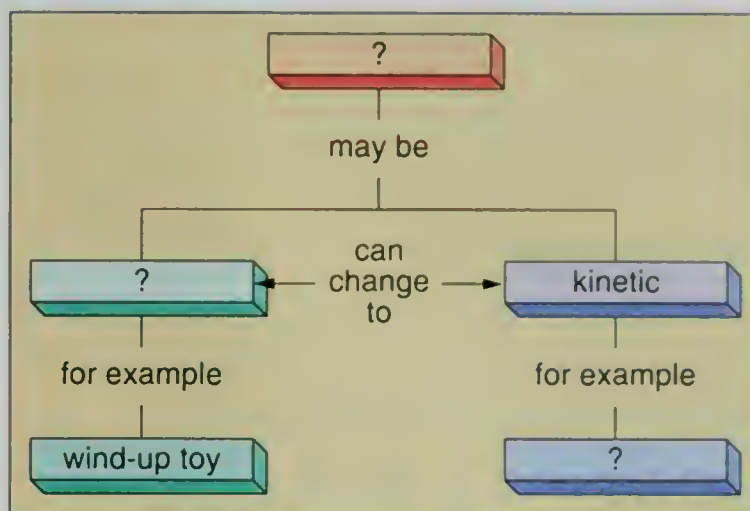 ?
may be
?
can
change
to
kinetic
for example
for example
wind-up toy
?